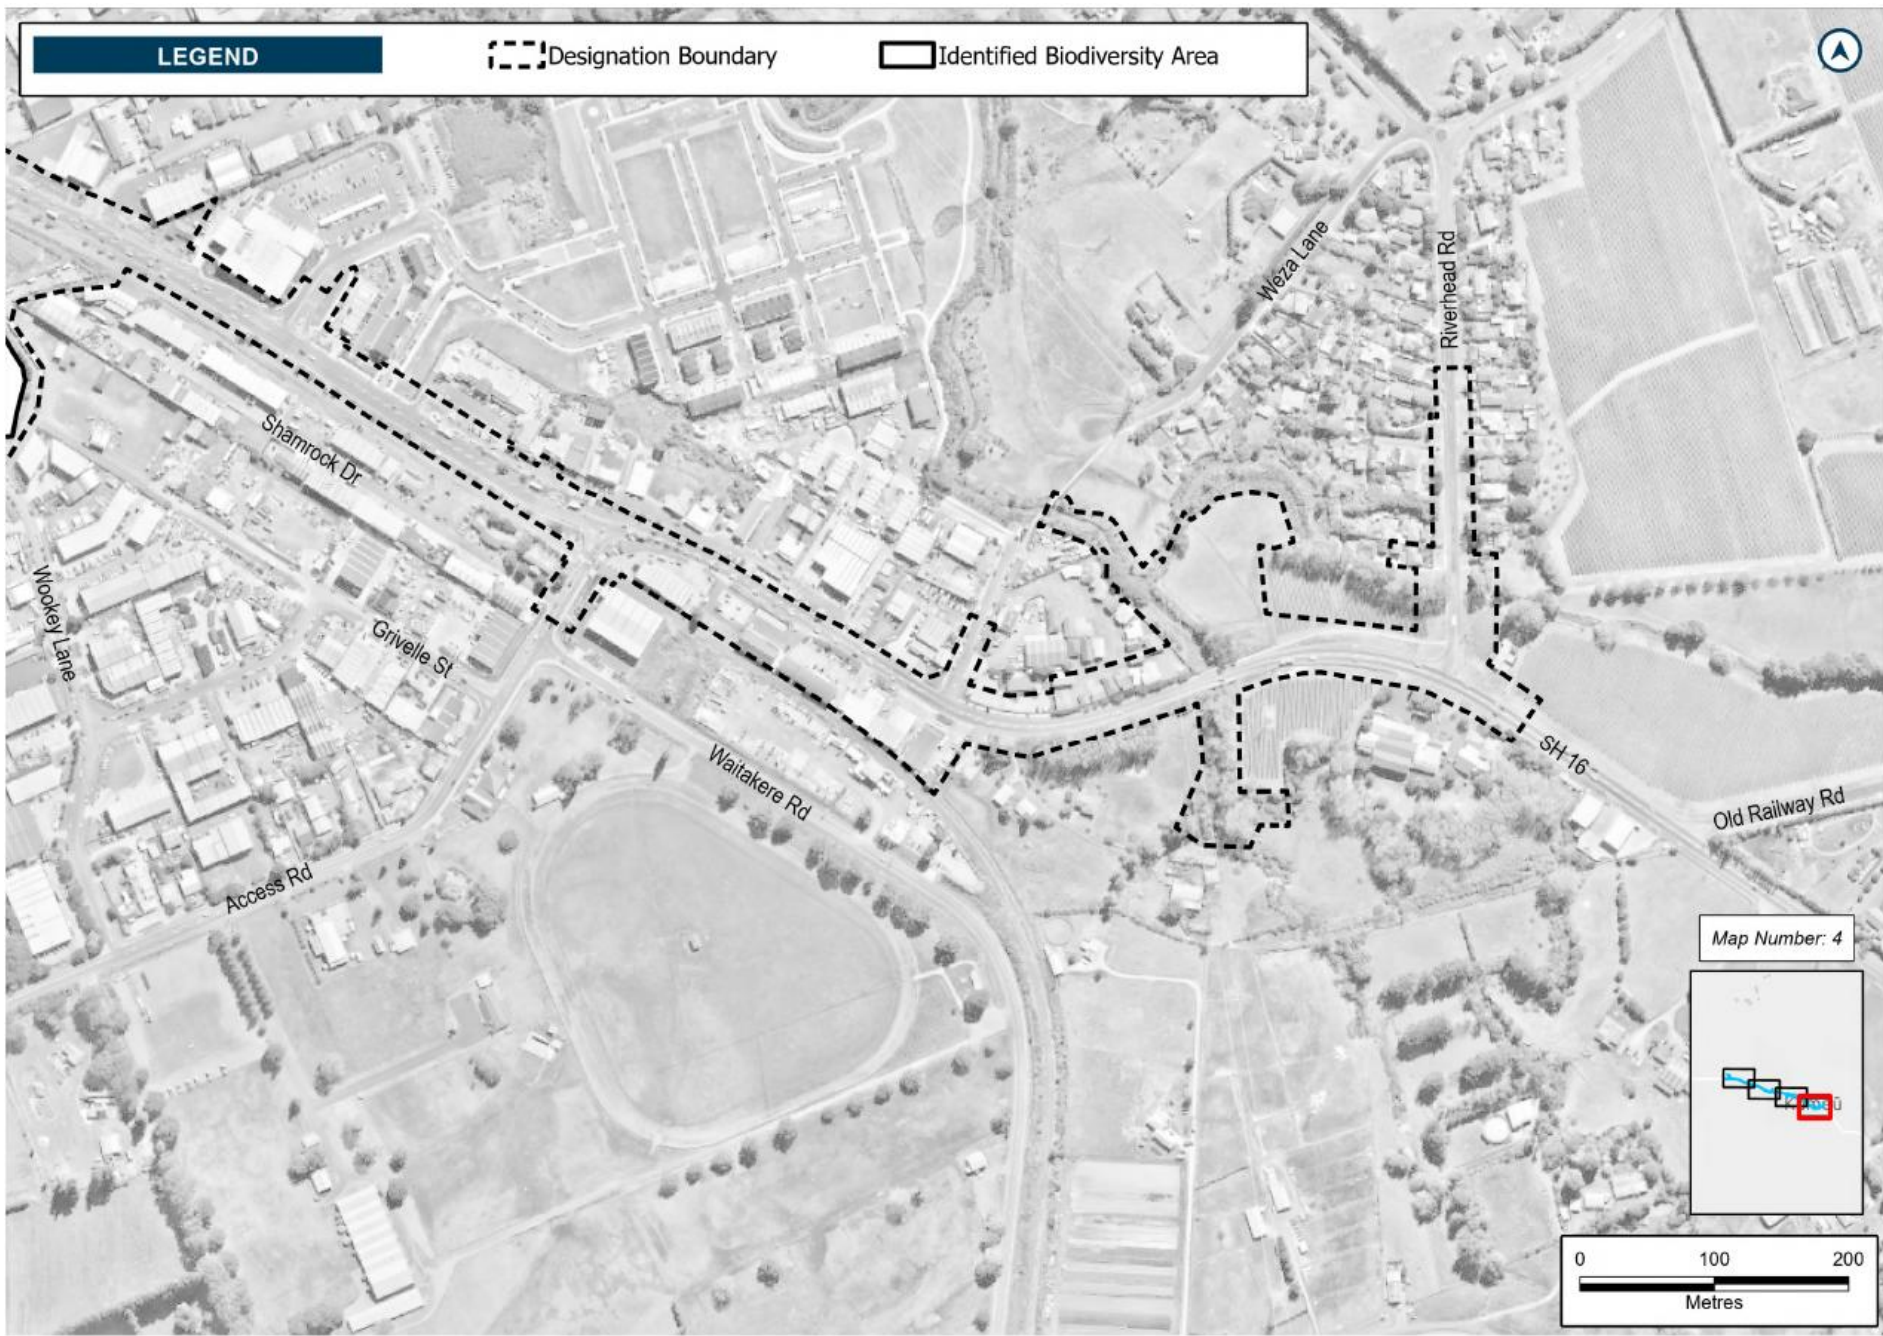 LEGEND
Designation Boundary
Identified Biodiversity Area
Weza Lane
Riverhead Rd
Shamrock Dr
Wookey Lane
Grivelle St
Waitakere Rd
SH 16
Old Railway Rd
Access Rd
Map Number: 4
0 100 200
Metres